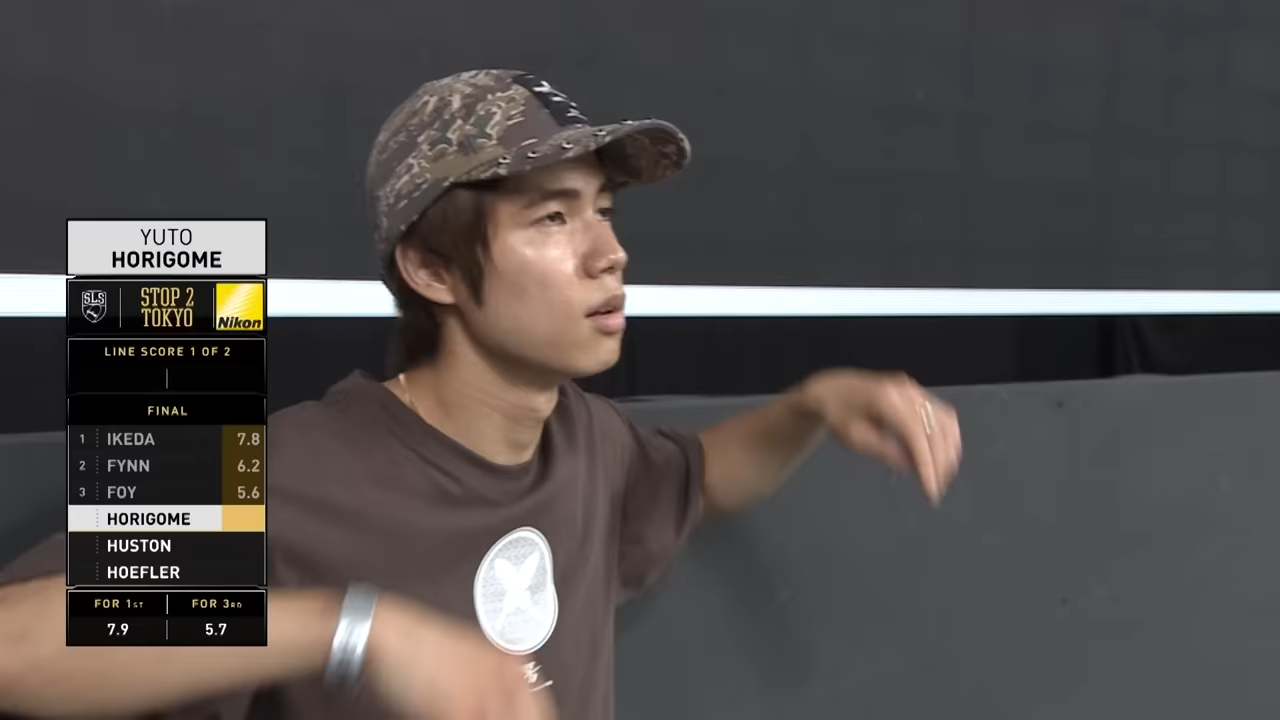 YUTO
HORIGOME
SLS
STOP 2
TOKYO
Nikon
LINE SCORE 1 OF 2
FINAL
1 IKEDA 7.8
2 FYNN 6.2
3 FOY 5.6
HORIGOME
HUSTON
HOEFLER
FOR 1ST FOR 3RD
7.9 5.7